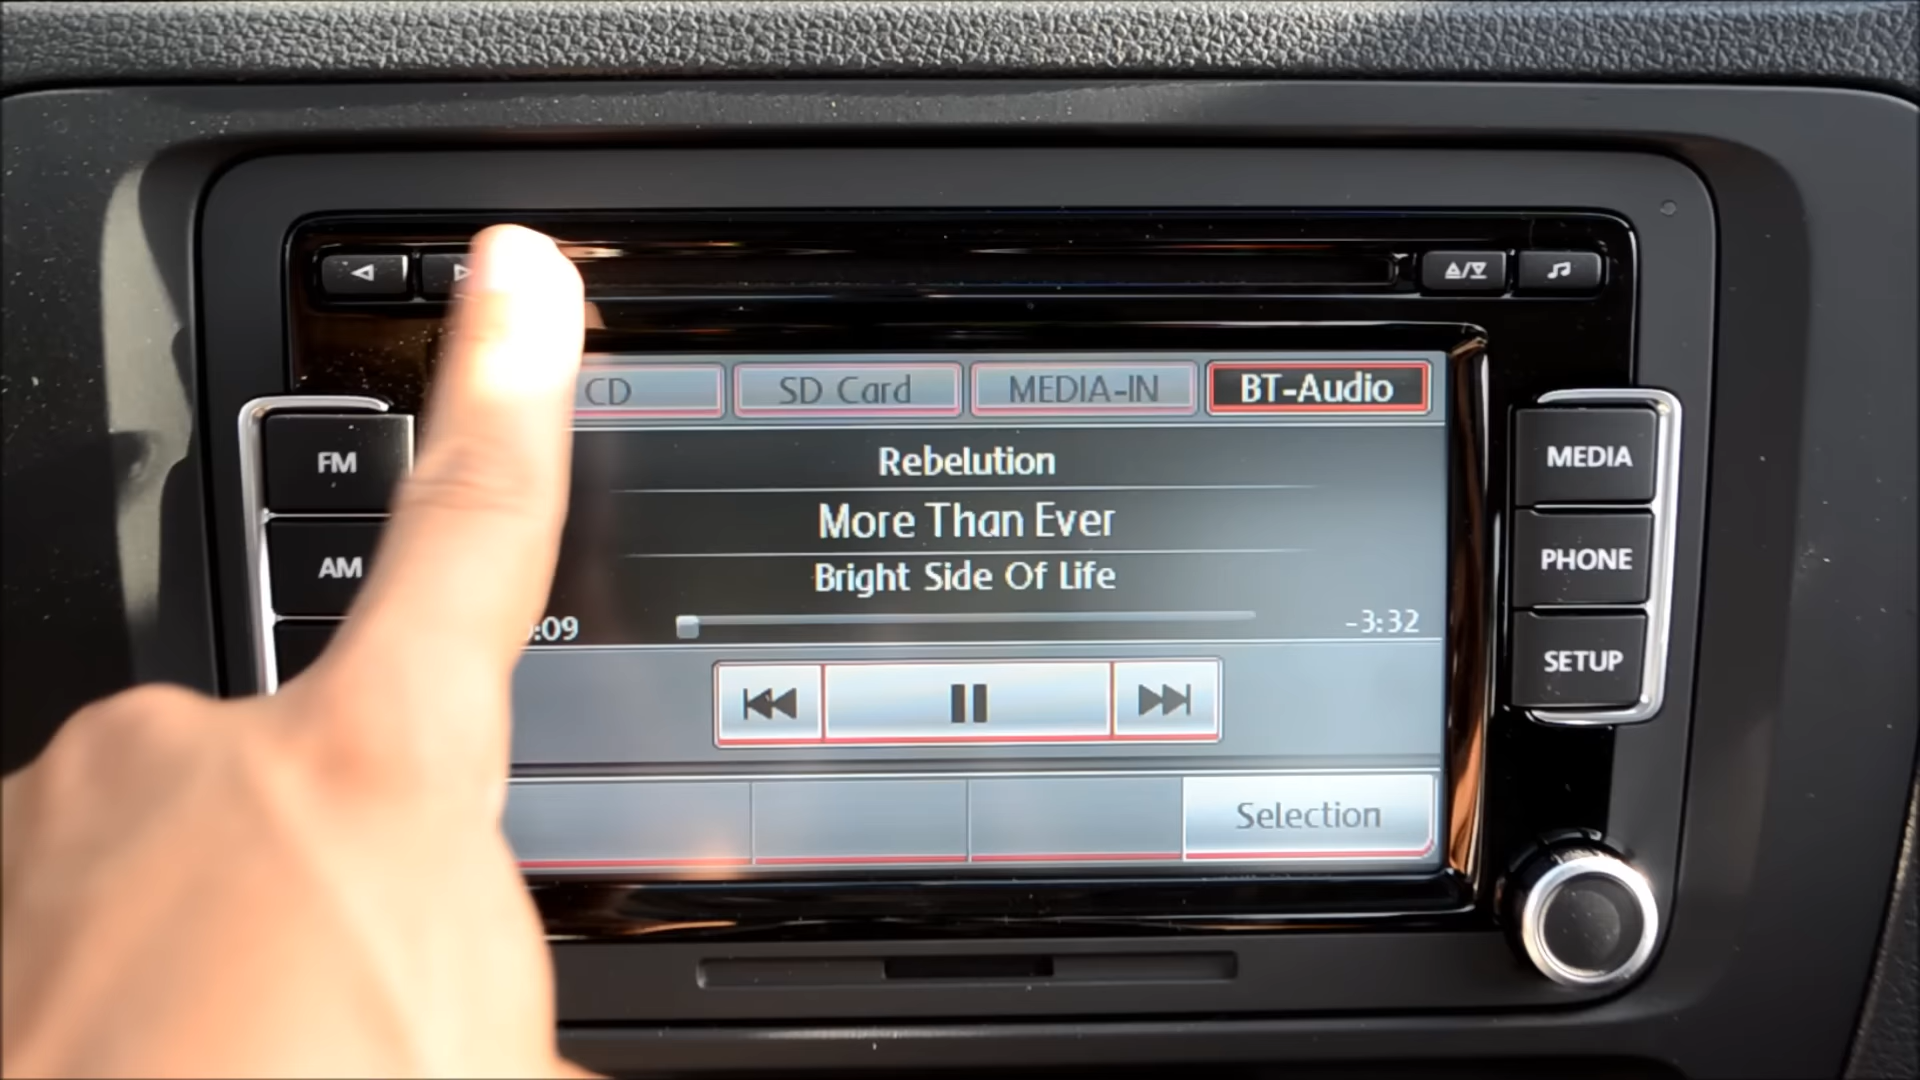 CD
SD Card
MEDIA-IN
BT-Audio
FM
Rebelution
MEDIA
More Than Ever
AM
Bright Side Of Life
PHONE
:09
-3:32
SETUP
Selection